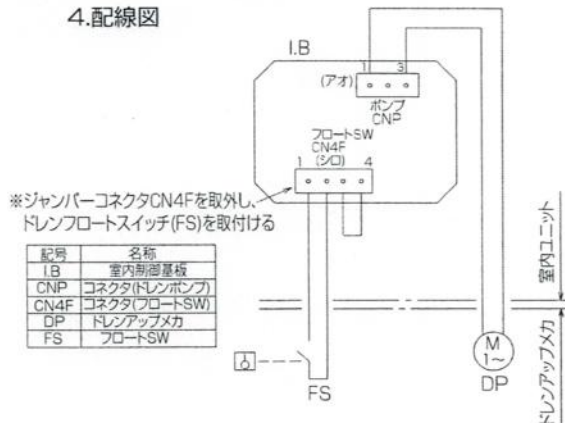 4.配線図
I.B
1 3
(アオ)
ポンプ
CNP
フロートSW
CN4F
(シロ)
1 4
※ジャンパーコネクタCN4Fを取外し、
ドレンフロートスイッチ(FS)を取付ける
記号 名称
I.B 室内制御基板
CNP コネクタ(ドレンポンプ)
CN4F コネクタ(フロートSW)
DP ドレンアップメカ
FS フロートSW
室内ユニット
ドレンアップメカ
M
1~
DP
FS